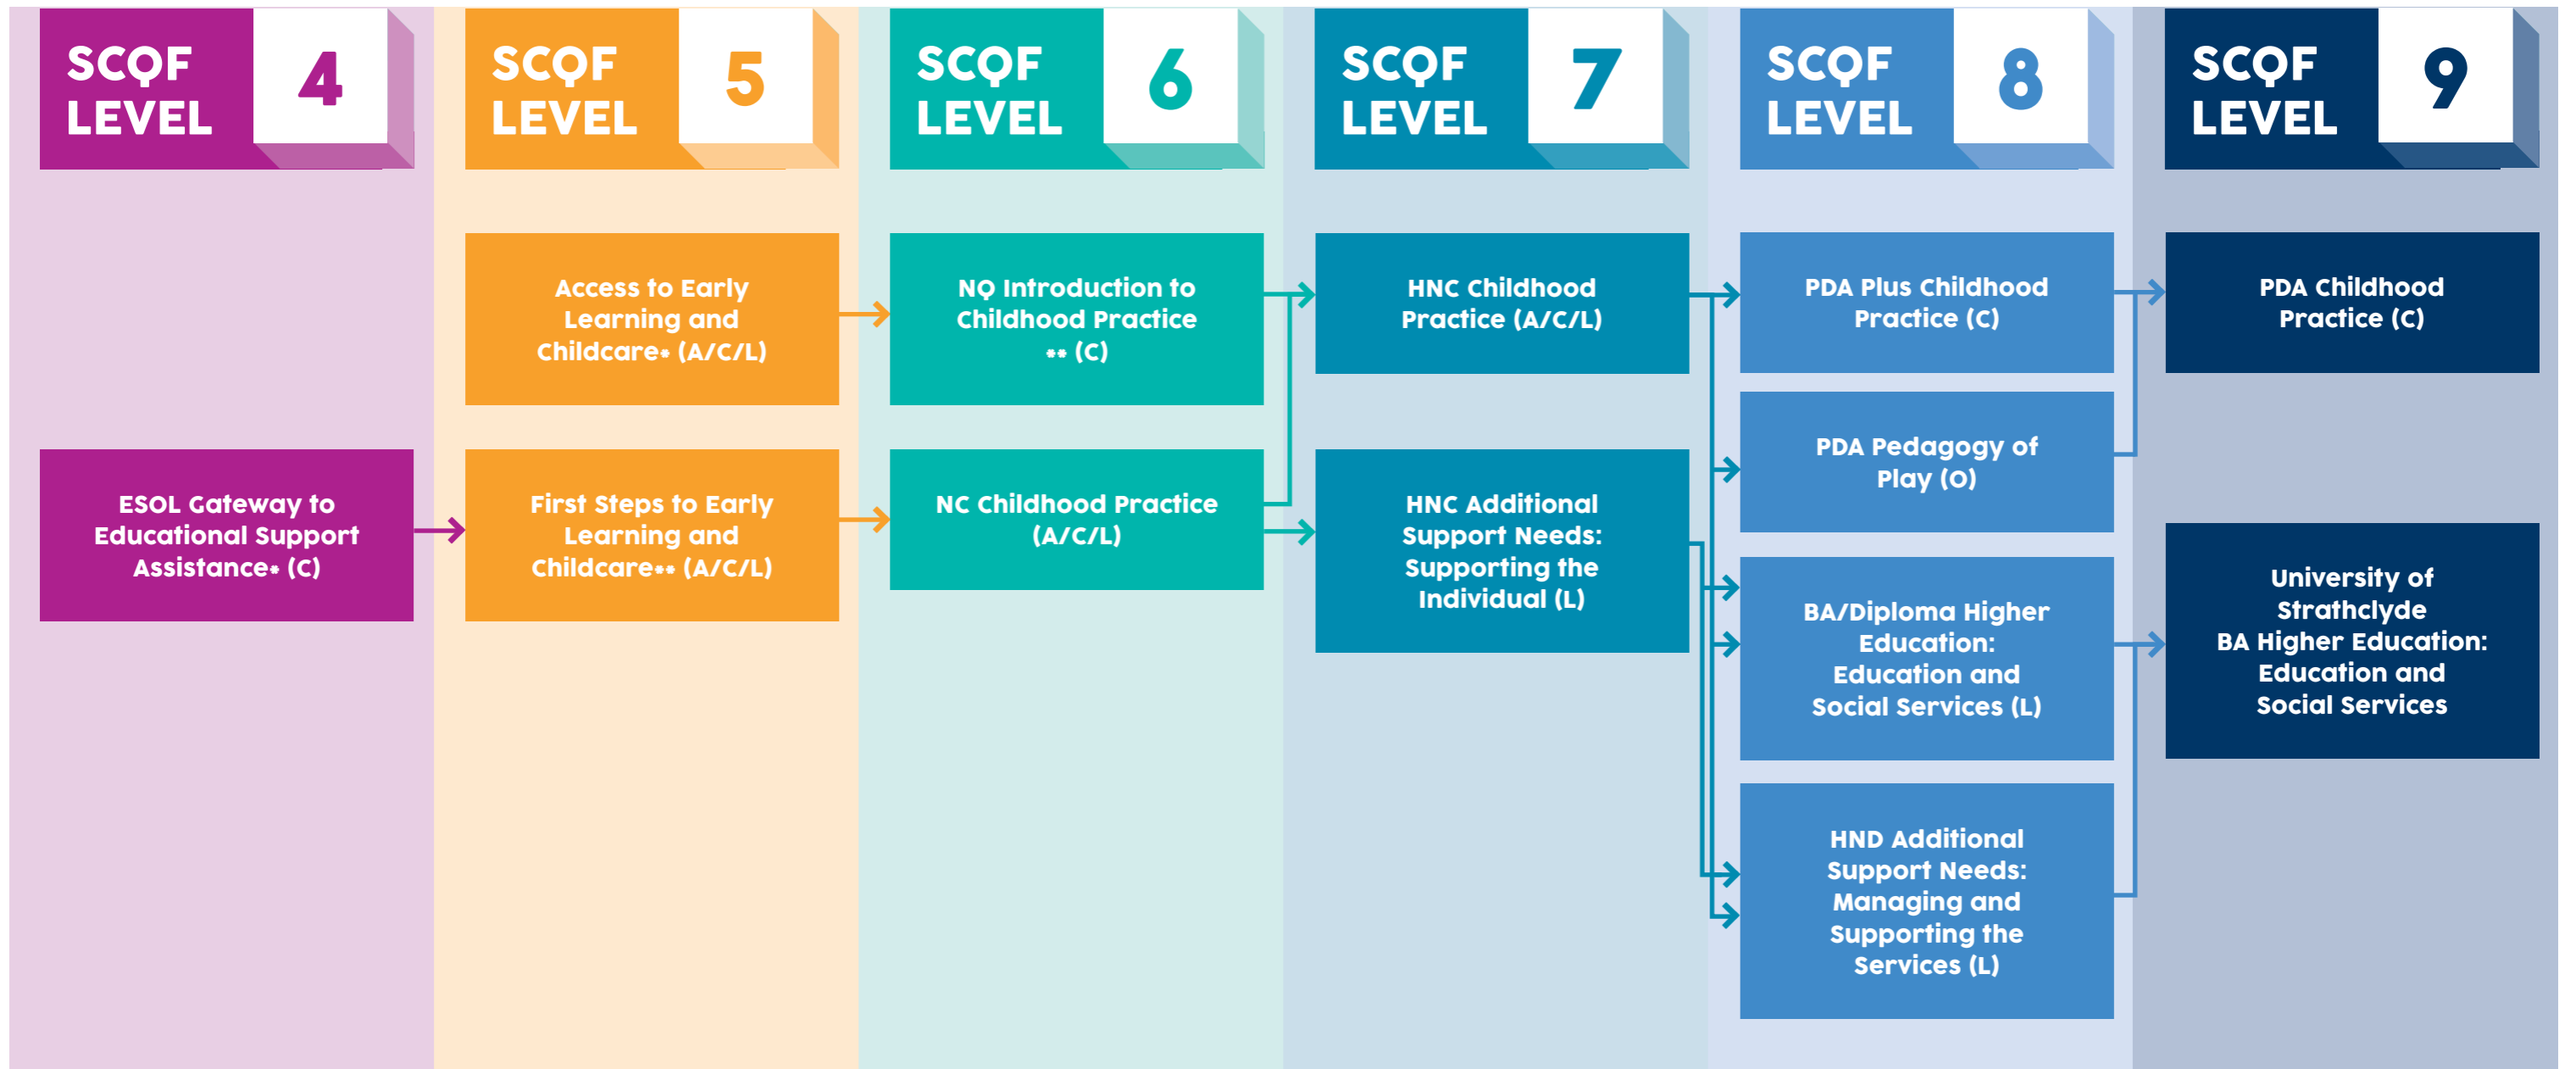 SCQF
LEVEL
4
SCQF
LEVEL
5
SCQF
LEVEL
6
SCQF
LEVEL
7
SCQF
LEVEL
8
SCQF
LEVEL
9
ESOL Gateway to
Educational Support
Assistance* (C)
Access to Early
Learning and
Childcare* (A/C/L)
First Steps to Early
Learning and
Childcare** (A/C/L)
NQ Introduction to
Childhood Practice
** (C)
NC Childhood Practice
(A/C/L)
HNC Childhood
Practice (A/C/L)
HNC Additional
Support Needs:
Supporting the
Individual (L)
PDA Plus Childhood
Practice (C)
PDA Pedagogy of
Play (O)
BA/Diploma Higher
Education:
Education and
Social Services (L)
HND Additional
Support Needs:
Managing and
Supporting the
Services (L)
PDA Childhood
Practice (C)
University of
Strathclyde
BA Higher Education:
Education and
Social Services